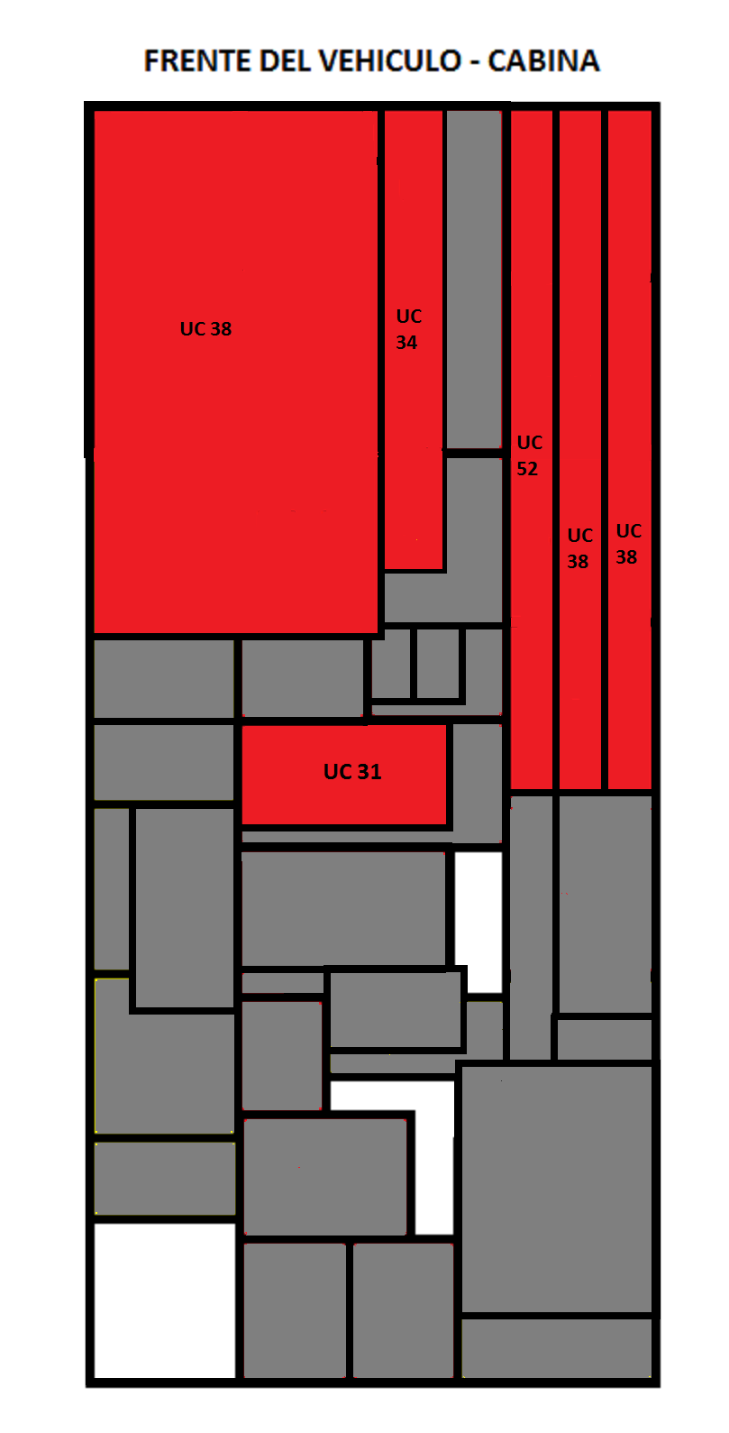 FRENTE DEL VEHICULO - CABINA
UC 38
UC
34
UC
52
UC
38
UC
38
UC 31